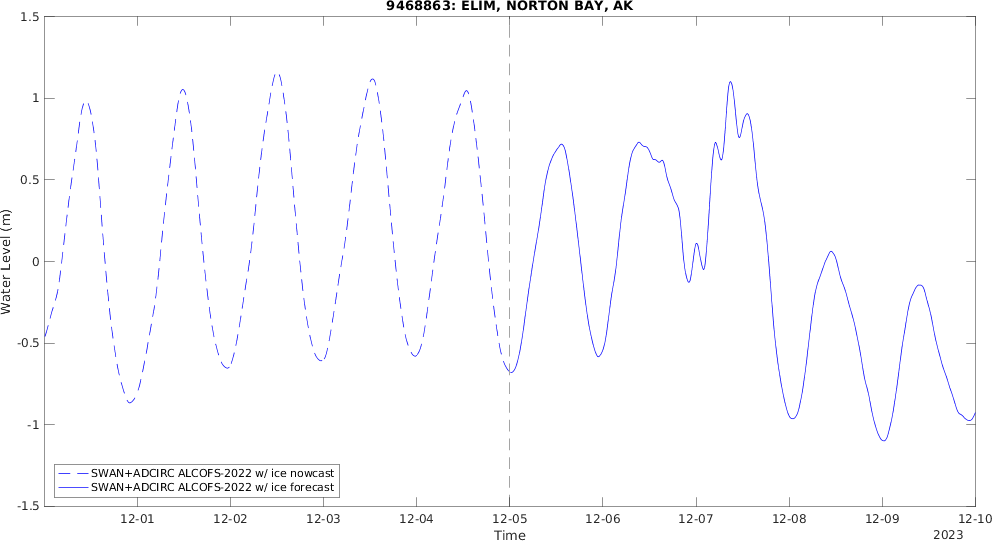 9468863: ELIM, NORTON BAY, AK
1.5
1
0.5
0
-0.5
-1
-1.5
Water Level (m)
SWAN+ADCIRC ALCOFS-2022 w/ ice nowcast
SWAN+ADCIRC ALCOFS-2022 w/ ice forecast
12-01 12-02 12-03 12-04 12-05 12-06 12-07 12-08 12-09 12-10
Time
2023